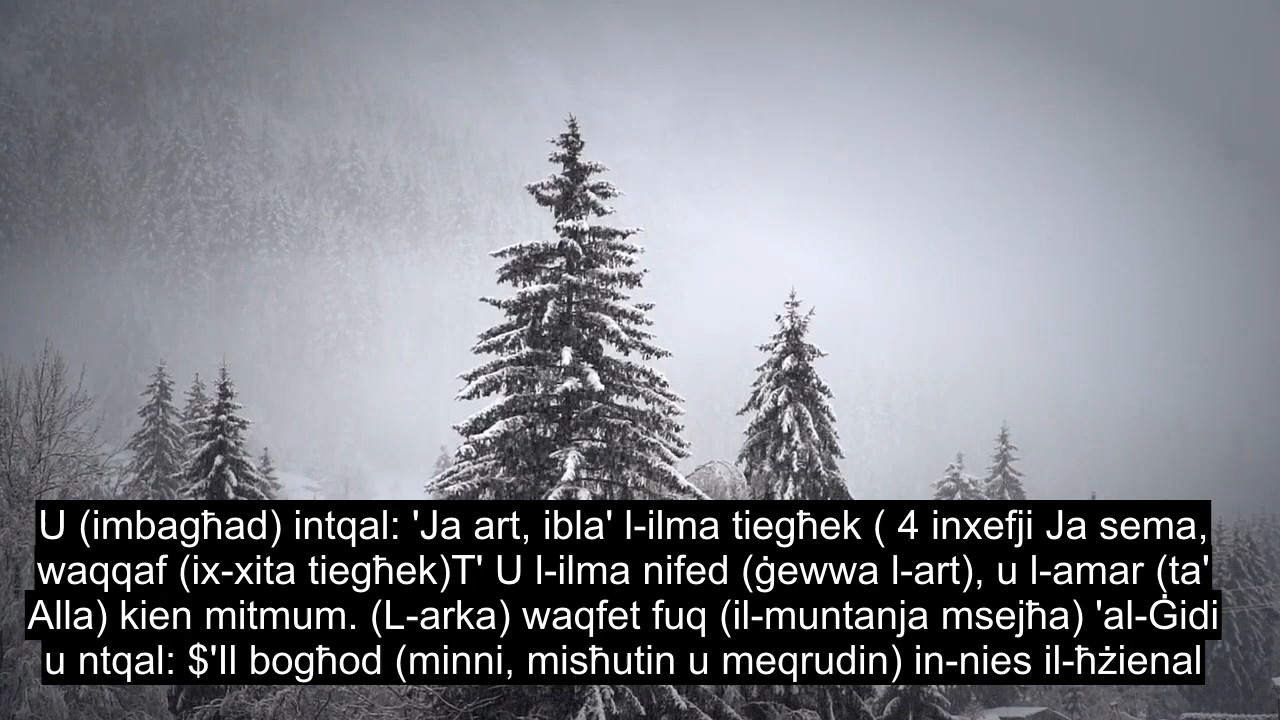 U (imbagħad) intqal: 'Ja art, ibla' l-ilma tiegħek ( 4 inxefji Ja sema,
waqqaf (ix-xita tiegħek)T' U l-ilma nifed (ġewwa l-art), u l-amar (ta'
Alla) kien mitmum. (L-arka) waqfet fuq (il-muntanja msejħa) 'al-Ġidi
u ntqal: $'Il bogħod (minni, misħutin u meqrudin) in-nies il-ħżienal